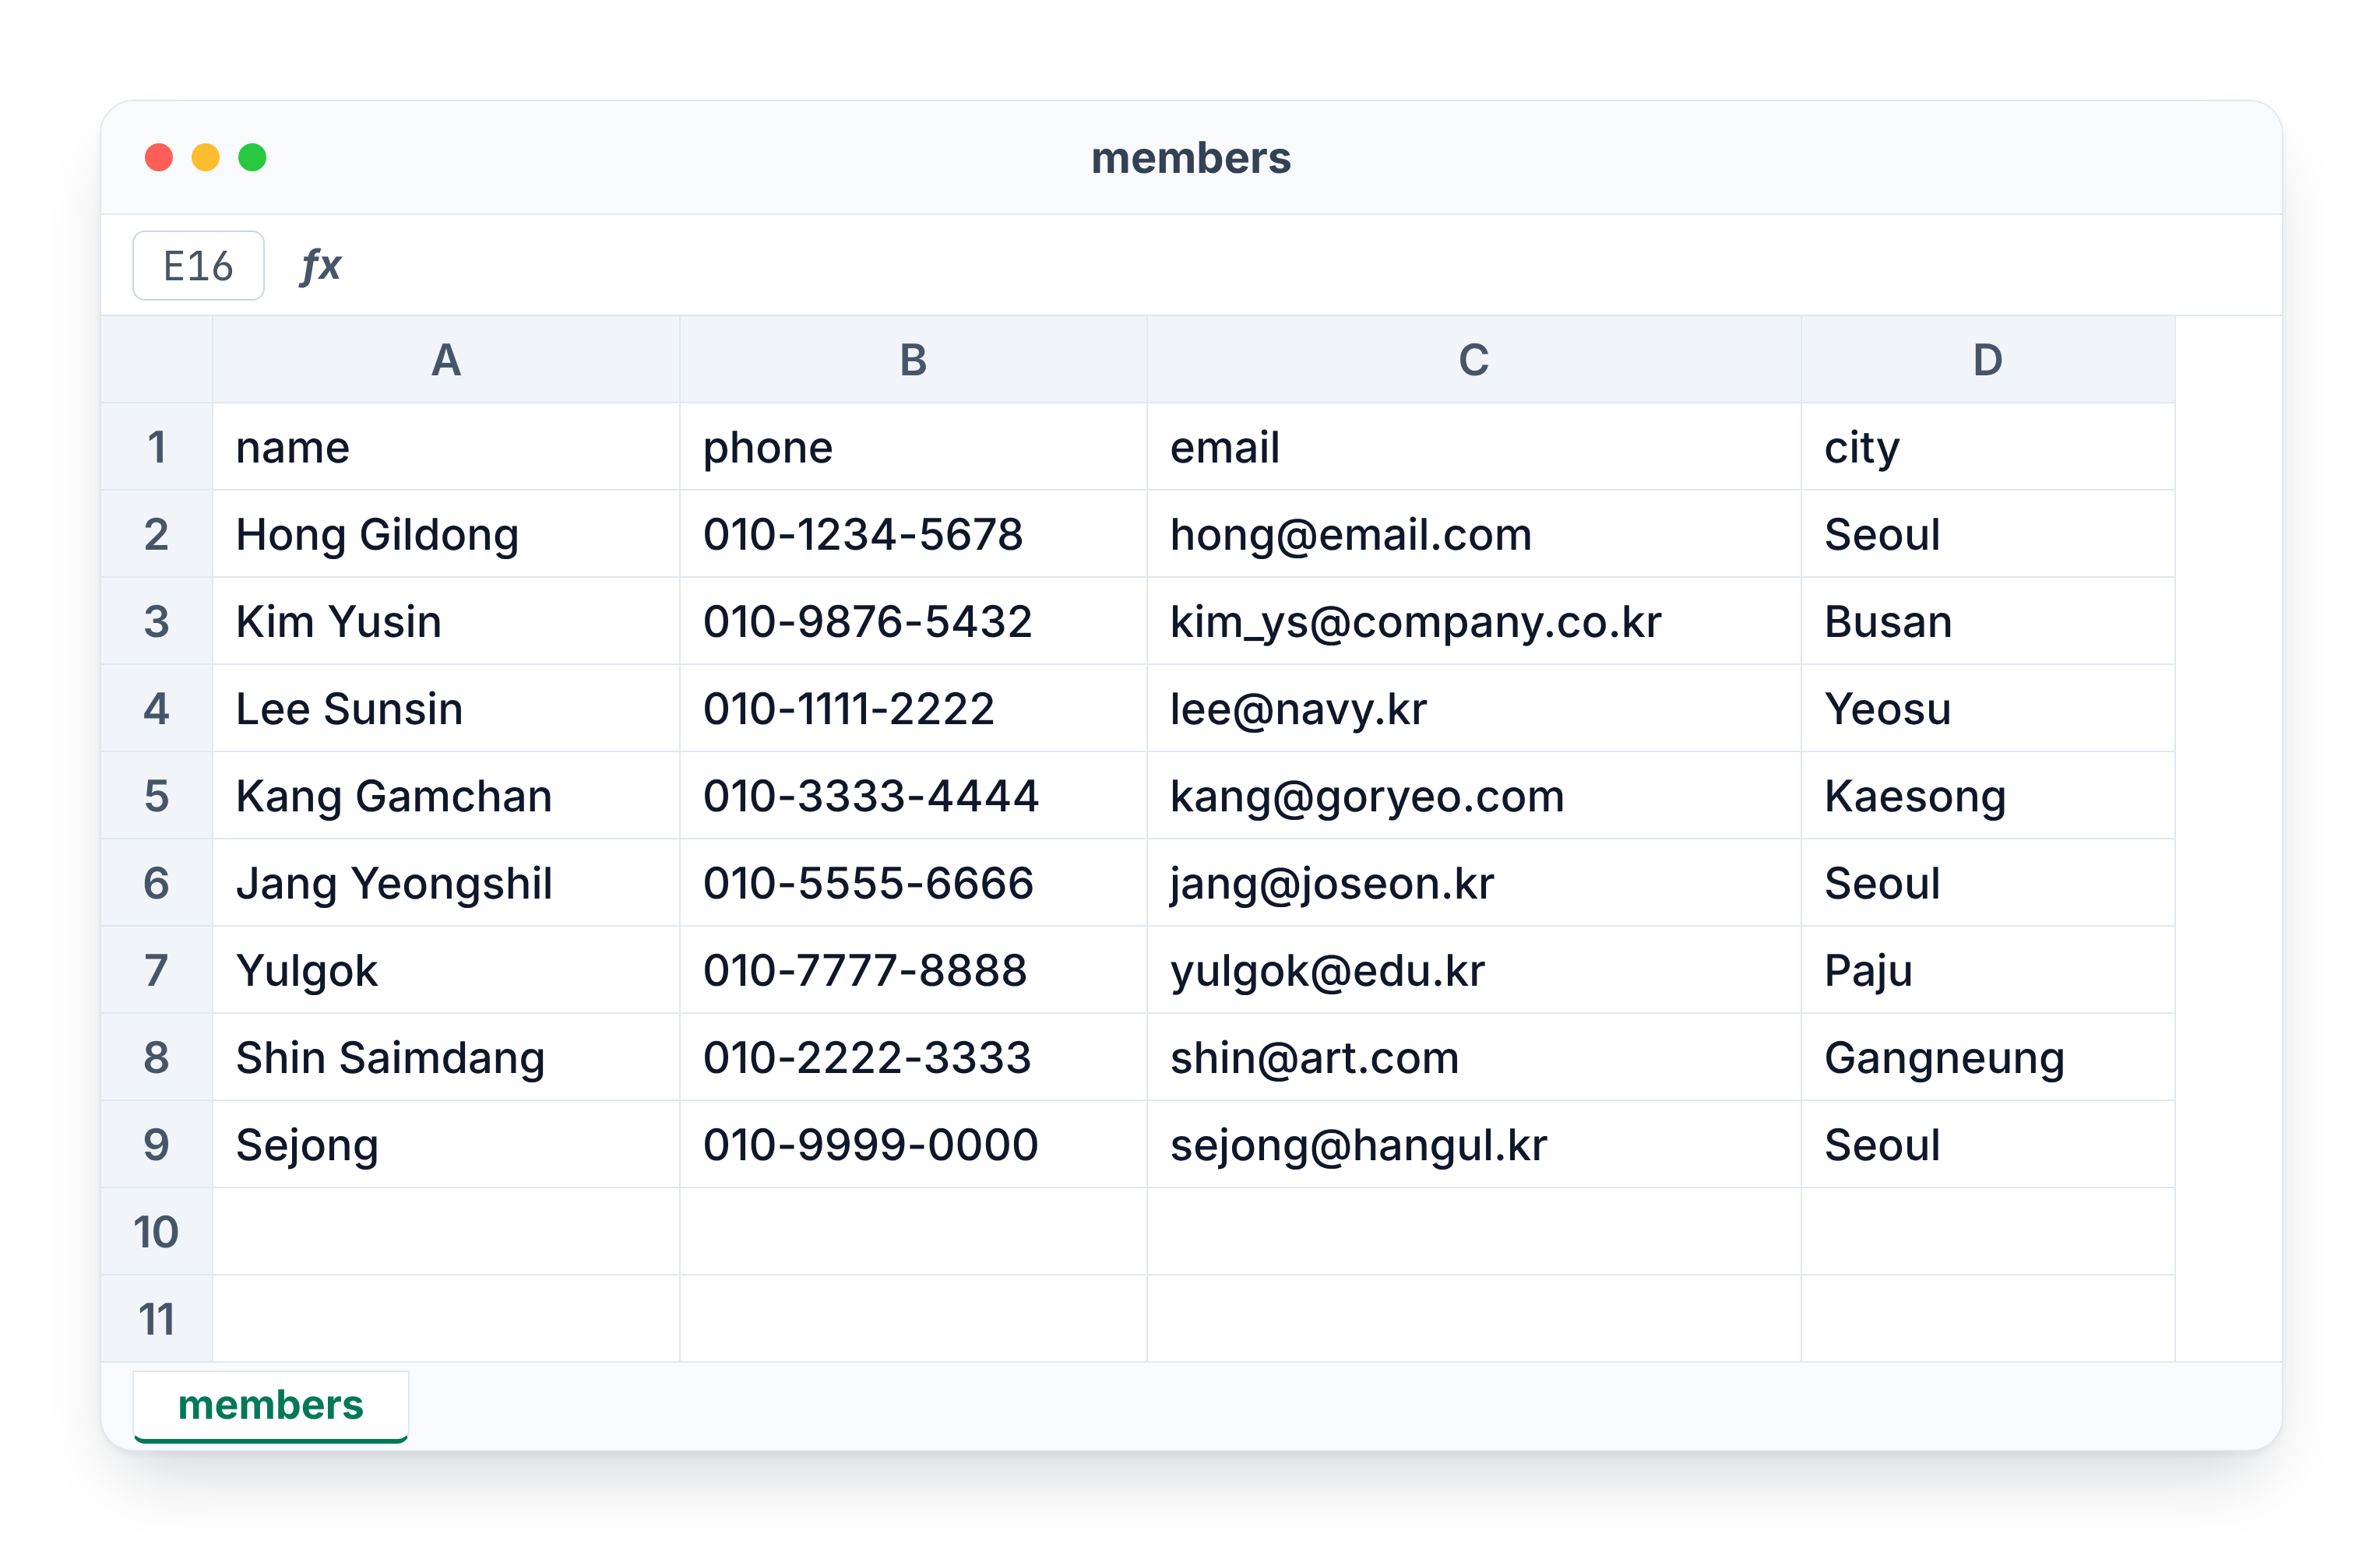 members
E16 fx
A B C D
1 name phone email city
2 Hong Gildong 010-1234-5678 hong@email.com Seoul
3 Kim Yusin 010-9876-5432 kim_ys@company.co.kr Busan
4 Lee Sunsin 010-1111-2222 lee@navy.kr Yeosu
5 Kang Gamchan 010-3333-4444 kang@goryeo.com Kaesong
6 Jang Yeongshil 010-5555-6666 jang@joseon.kr Seoul
7 Yulgok 010-7777-8888 yulgok@edu.kr Paju
8 Shin Saimdang 010-2222-3333 shin@art.com Gangneung
9 Sejong 010-9999-0000 sejong@hangul.kr Seoul
10
11
members